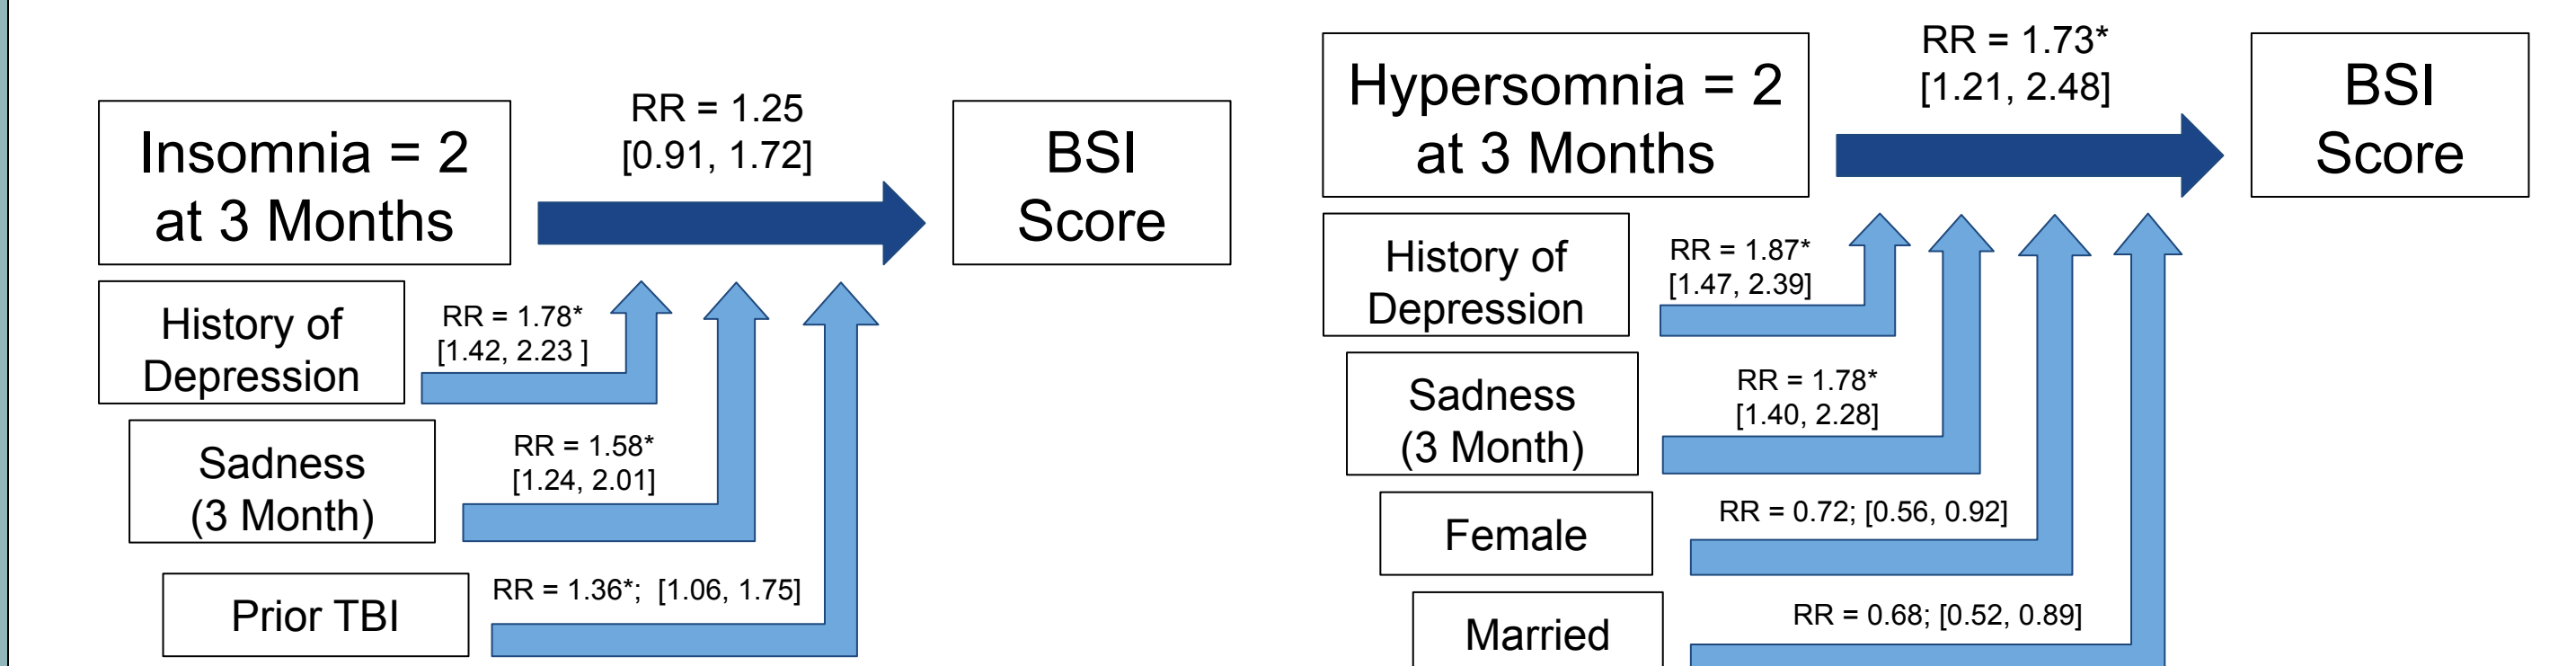 Insomnia = 2
at 3 Months
RR = 1.25
[0.91, 1.72]
BSI
Score
History of
Depression
RR = 1.78*
[1.42, 2.23 ]
Sadness
(3 Month)
RR = 1.58*
[1.24, 2.01]
Prior TBI
RR = 1.36*;  [1.06, 1.75]
Hypersomnia = 2
at 3 Months
RR = 1.73*
[1.21, 2.48]
BSI
Score
History of
Depression
RR = 1.87*
[1.47, 2.39]
Sadness
(3 Month)
RR = 1.78*
[1.40, 2.28]
Female
RR = 0.72; [0.56, 0.92]
Married
RR = 0.68; [0.52, 0.89]